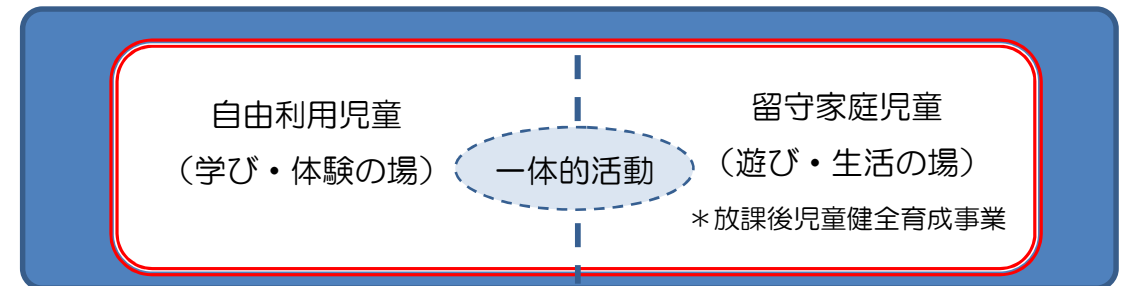 自由利用児童
（学び・体験の場）
一体的活動
留守家庭児童
（遊び・生活の場）
＊放課後児童健全育成事業